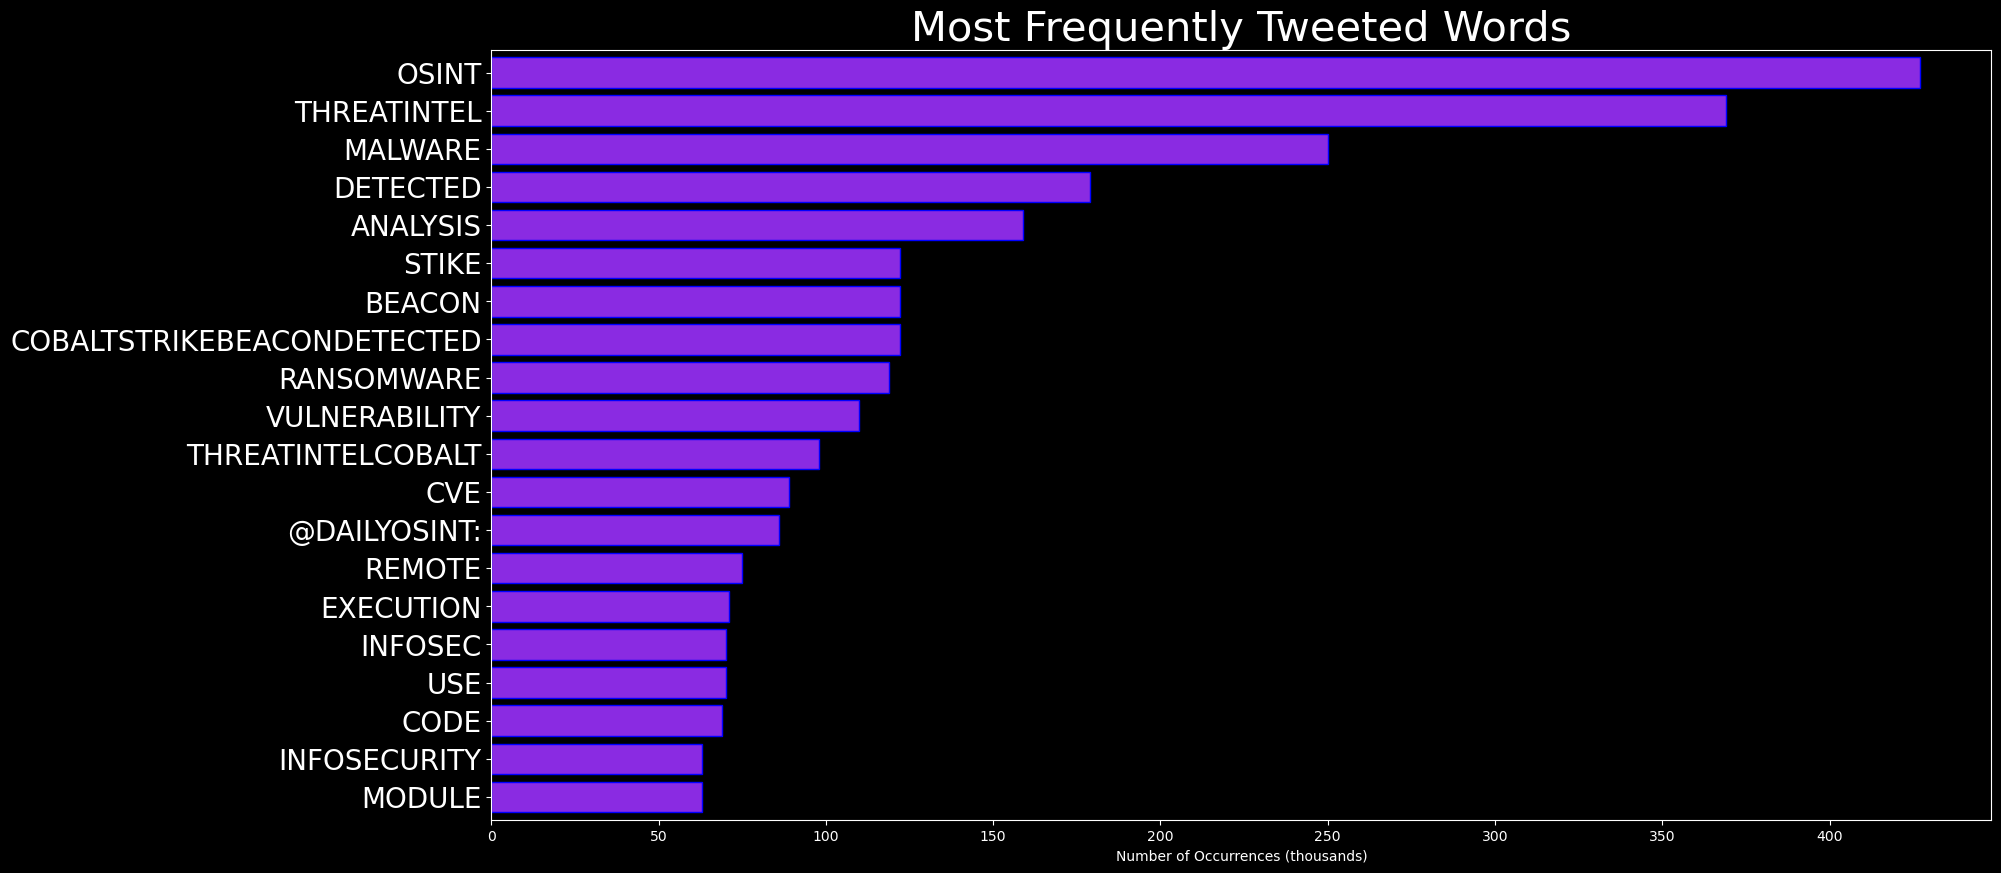 Most Frequently Tweeted Words
OSINT
THREATINTEL
MALWARE
DETECTED
ANALYSIS
STIKE
BEACON
COBALTSTRIKEBEACONDETECTED
RANSOMWARE
VULNERABILITY
THREATINTELCOBALT
CVE
@DAILYOSINT:
REMOTE
EXECUTION
INFOSEC
USE
CODE
INFOSECURITY
MODULE
0 50 100 150 200 250 300 350 400
Number of Occurrences (thousands)